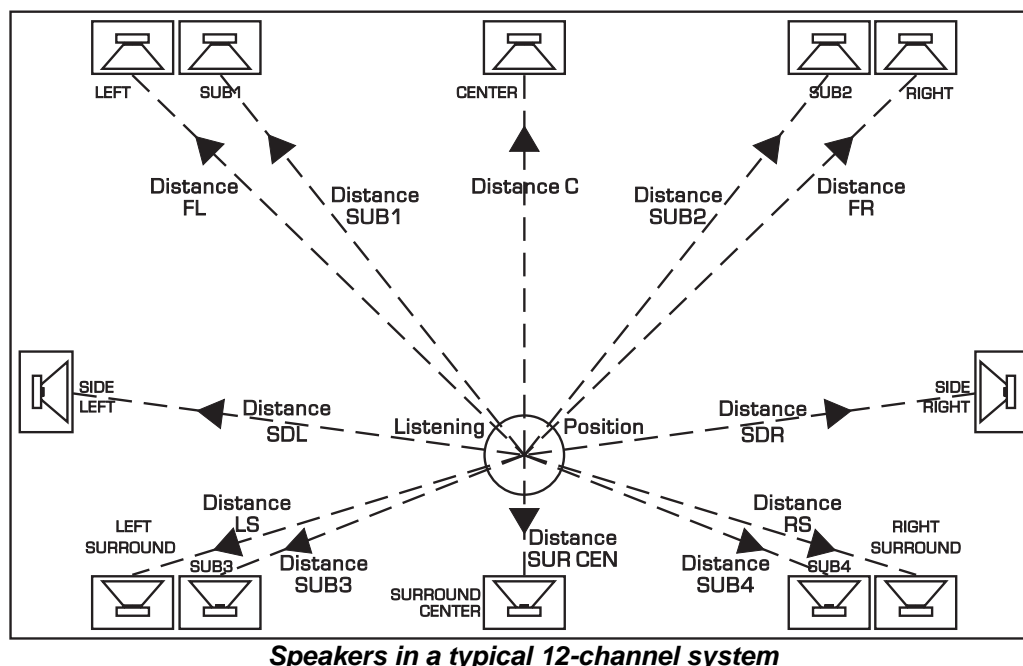 LEFT
SUB1
CENTER
SUB2
RIGHT
Distance
FL
Distance
SUB1
Distance C
Distance
SUB2
Distance
FR
SIDE
LEFT
Distance
SDL
Listening Position
Distance
SDR
SIDE
RIGHT
LEFT
SURROUND
Distance
LS
SUB3
Distance
SUB3
SURROUND
CENTER
Distance
SUR CEN
Distance
SUB4
SUB4
Distance
RS
RIGHT
SURROUND
Speakers in a typical 12-channel system